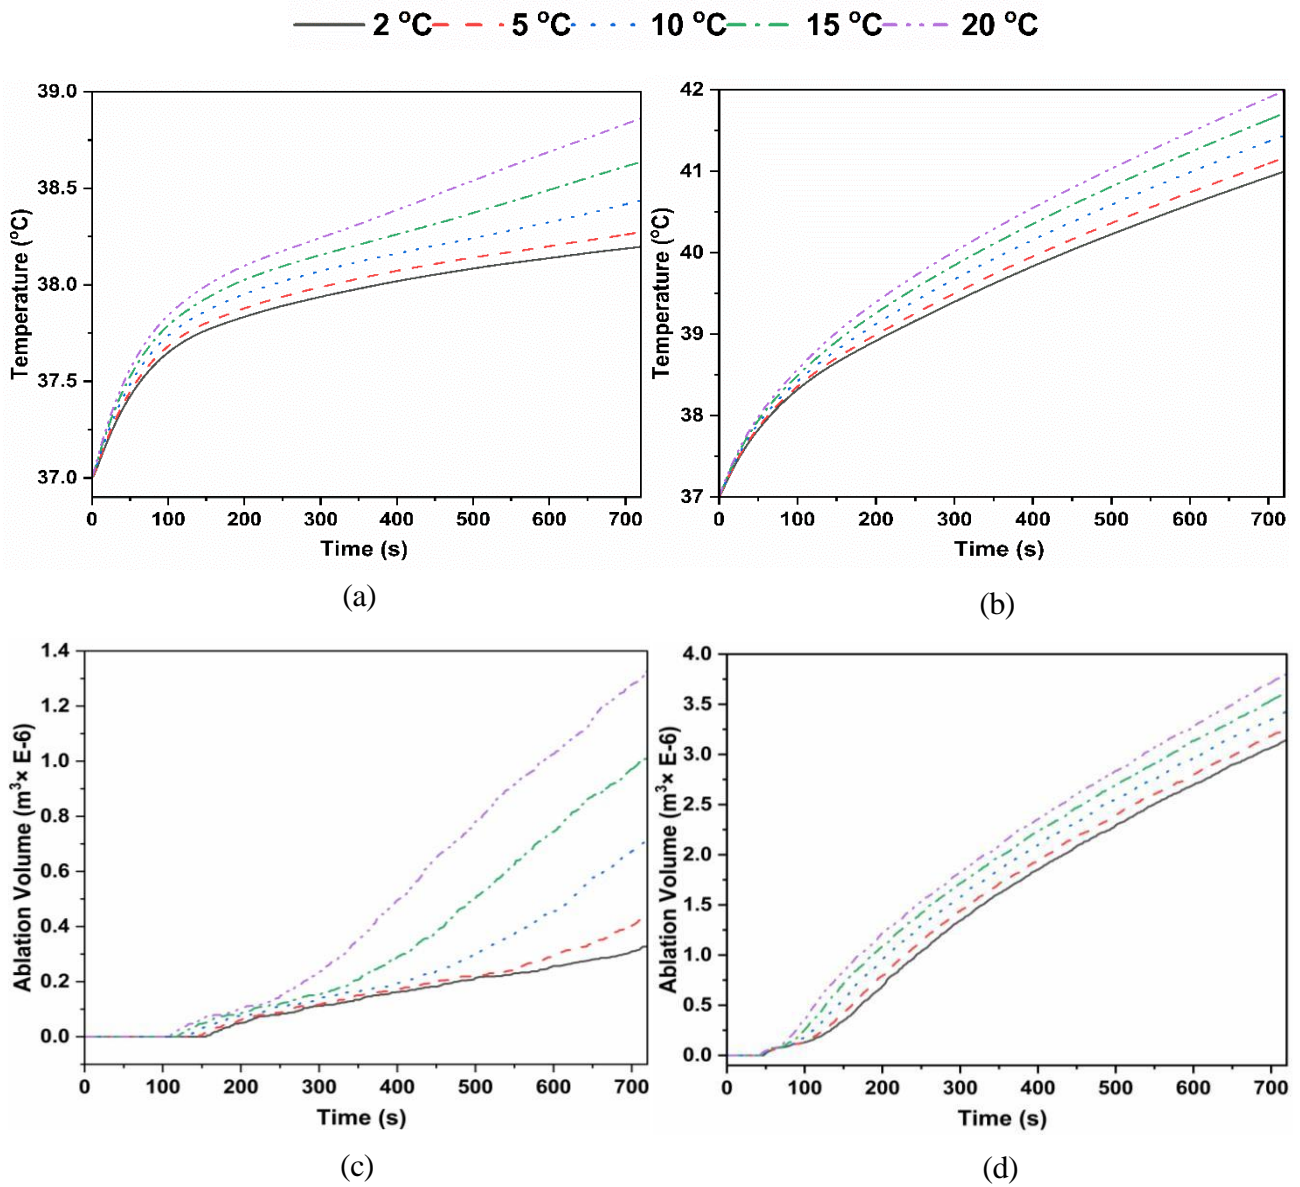 2 °C 5 °C 10 °C 15 °C 20 °C
39.0
38.5
38.0
37.5
37.0
Temperature (°C)
0 100 200 300 400 500 600 700
Time (s)
(a)
42
41
40
39
38
37
Temperature (°C)
0 100 200 300 400 500 600 700
Time (s)
(b)
1.4
1.2
1.0
0.8
0.6
0.4
0.2
0.0
Ablation Volume (m³× E-6)
0 100 200 300 400 500 600 700
Time (s)
(c)
4.0
3.5
3.0
2.5
2.0
1.5
1.0
0.5
0.0
Ablation Volume (m³× E-6)
0 100 200 300 400 500 600 700
Time (s)
(d)